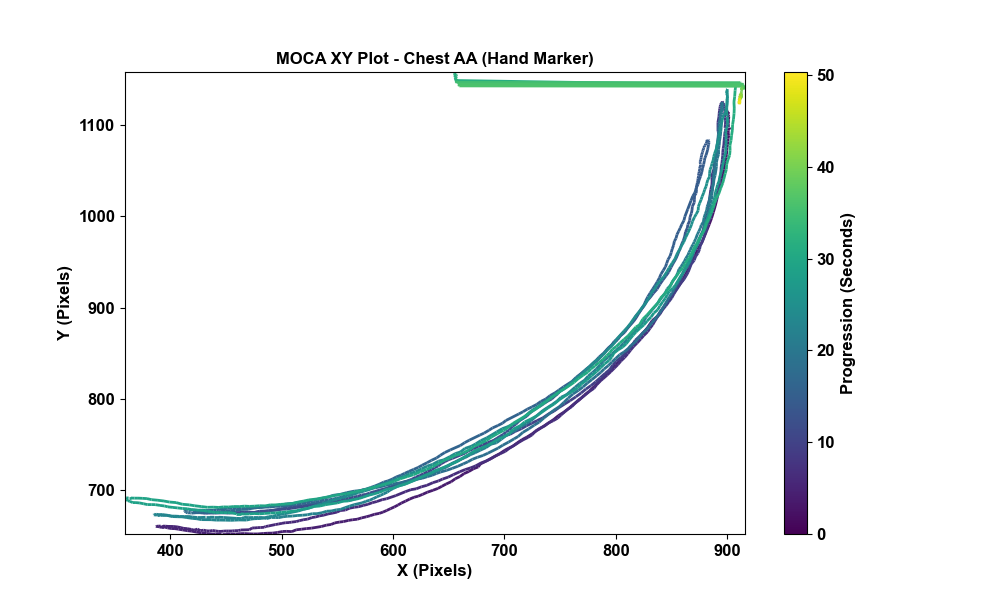 MOCA XY Plot - Chest AA (Hand Marker)
1100
1000
900
800
700
Y (Pixels)
400 500 600 700 800 900
X (Pixels)
50
40
30
20
10
0
Progression (Seconds)